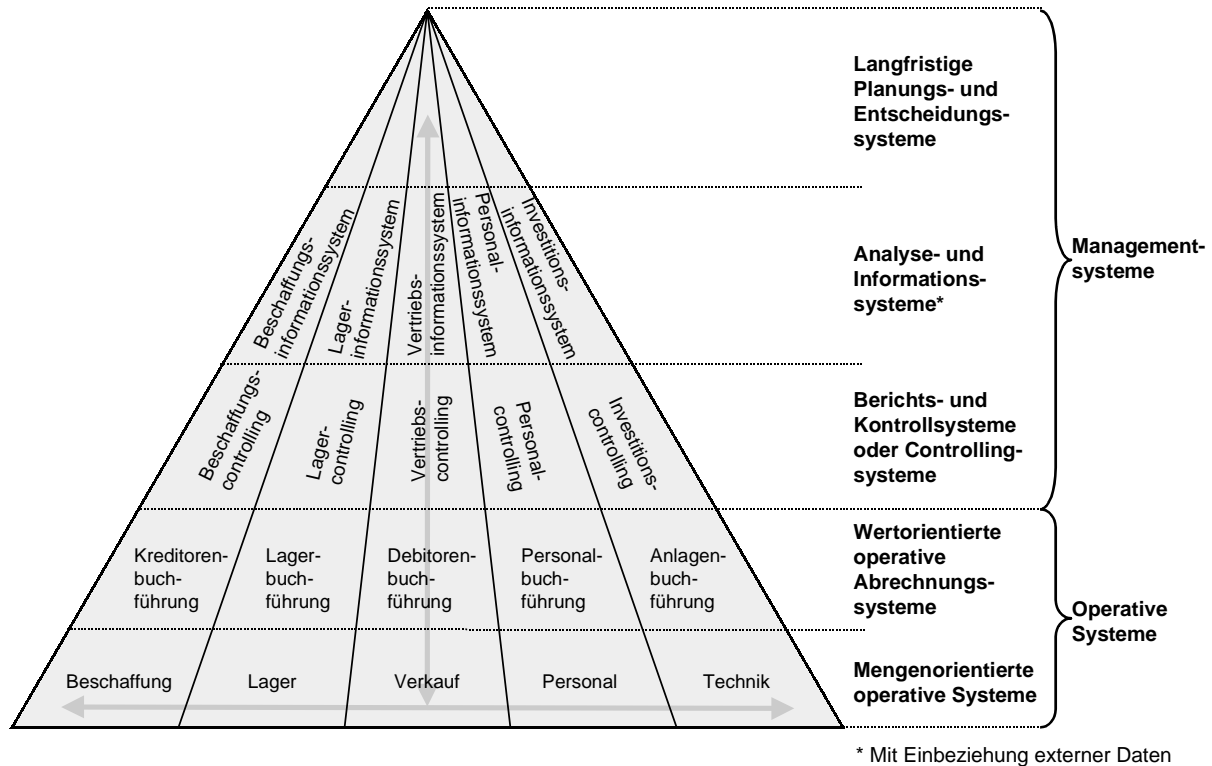 Langfristige
Planungs- und
Entscheidungs-
systeme
Beschaffungs-
informationssystem
Lager-
informationssystem
Vertriebs-
informationssystem
Personal-
informationssystem
Investitions-
informationssystem
Analyse- und
Informations-
systeme*
Management-
systeme
Beschaffungs-
controlling
Lager-
controlling
Vertriebs-
controlling
Personal-
controlling
Investitions-
controlling
Berichts- und
Kontrollsysteme
oder Controlling-
systeme
Kreditoren-
buch-
führung
Lager-
buch-
führung
Debitoren-
buch-
führung
Personal-
buch-
führung
Anlagen-
buch-
führung
Wertorientierte
operative
Abrechnungs-
systeme
Operative
Systeme
Beschaffung
Lager
Verkauf
Personal
Technik
Mengenorientierte
operative Systeme
* Mit Einbeziehung externer Daten